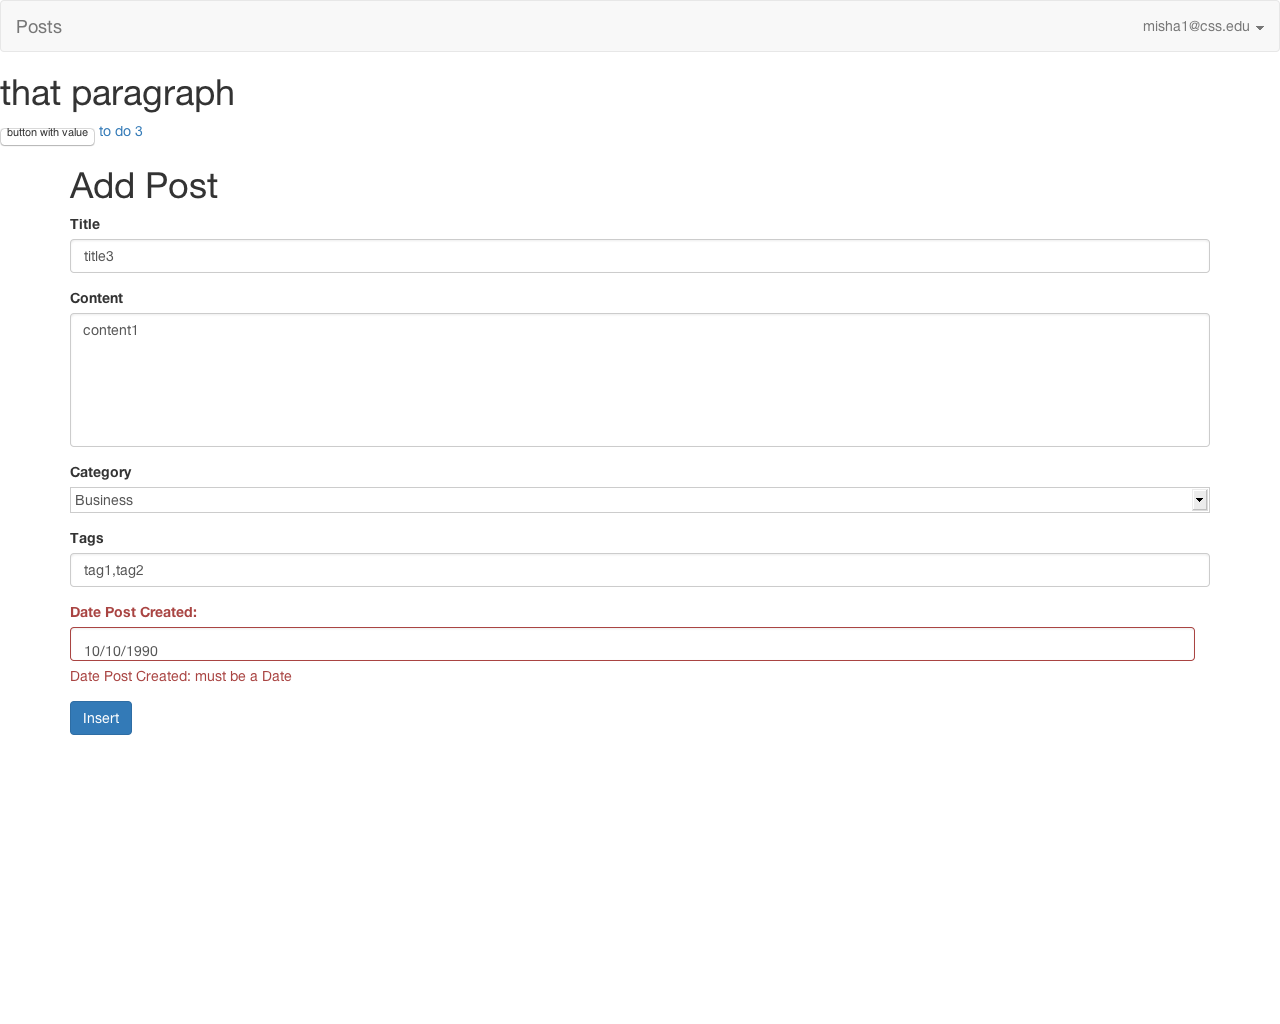 Posts
misha1@css.edu
that paragraph
button with value to do 3
Add Post
Title
title3
Content
content1
Category
Business
Tags
tag1,tag2
Date Post Created:
10/10/1990
Date Post Created: must be a Date
Insert